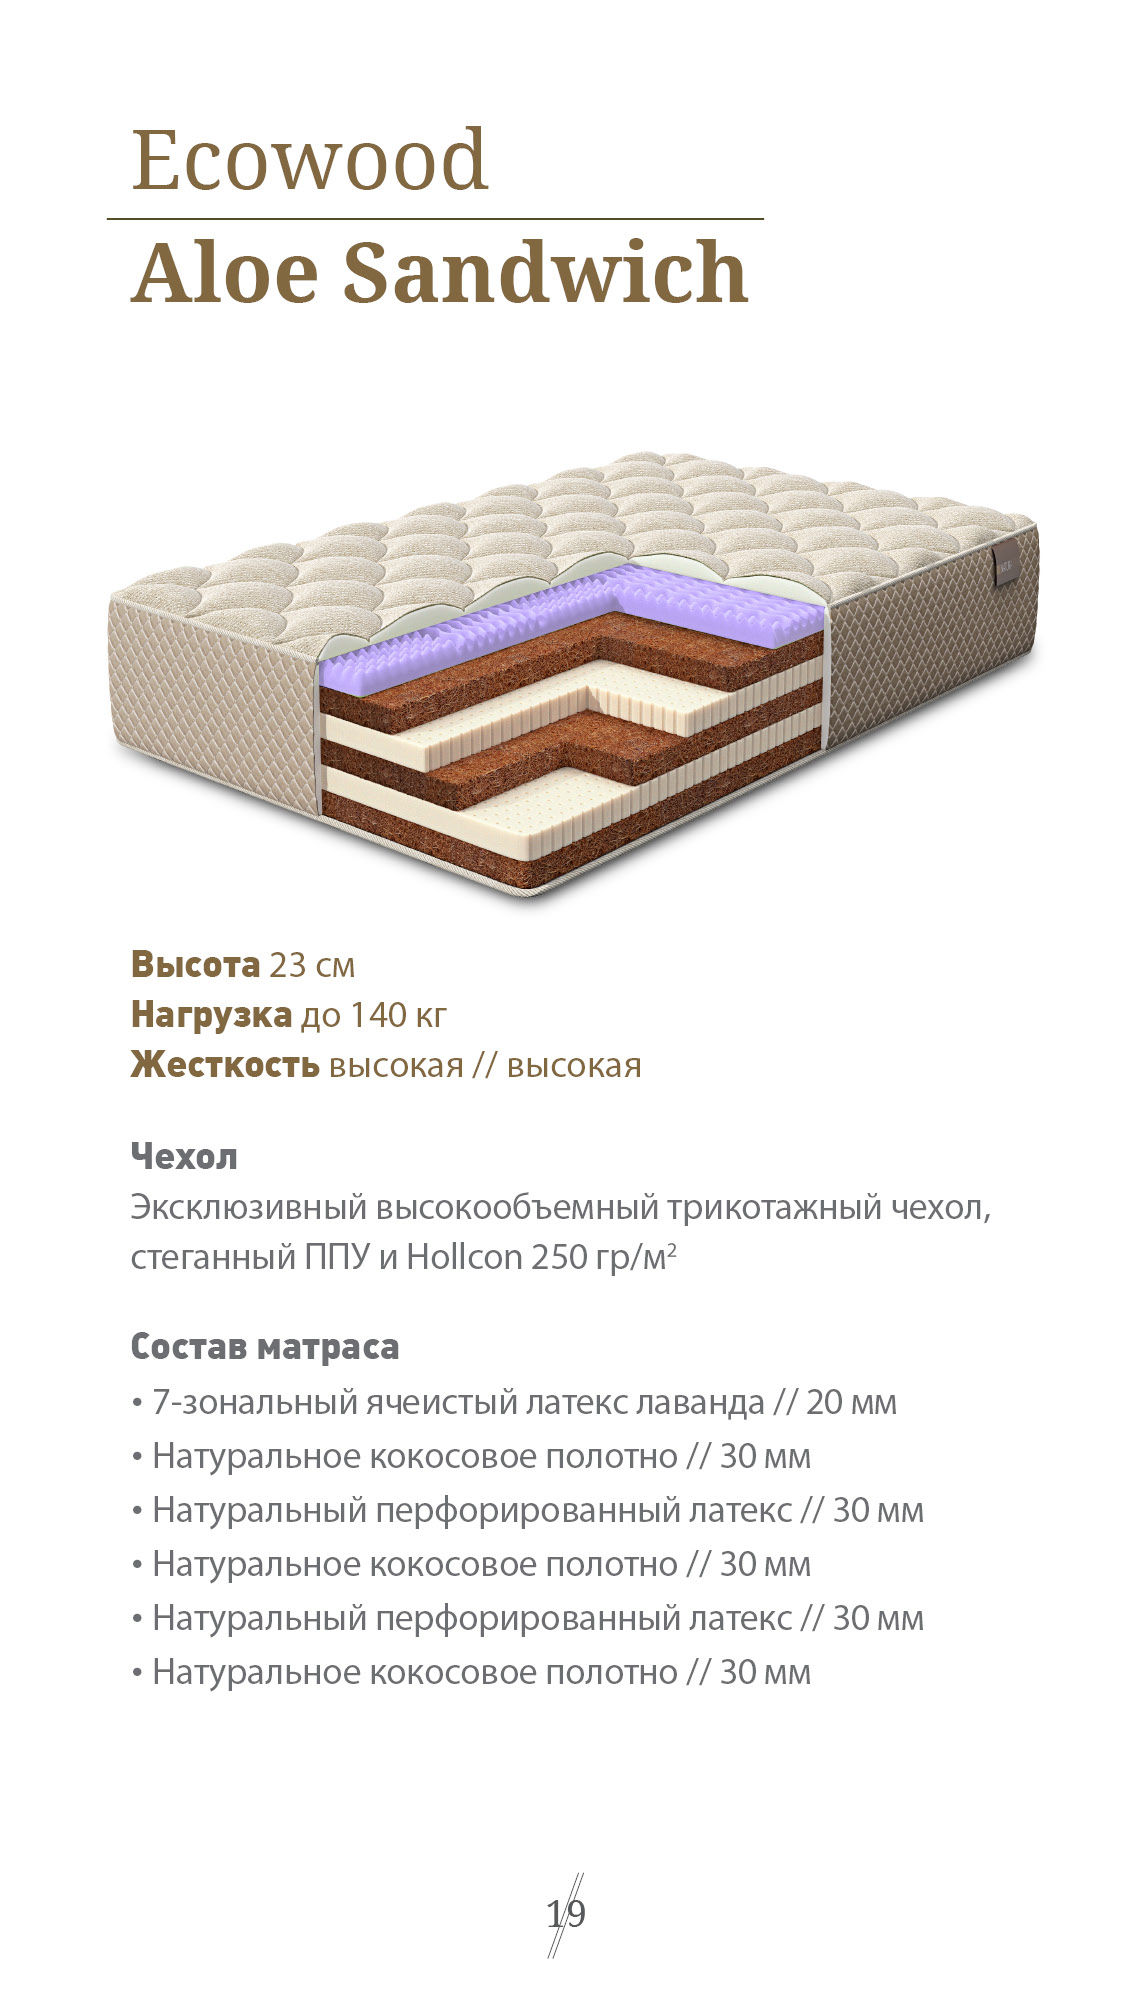 Ecowood
Aloe Sandwich
Высота 23 см
Нагрузка до 140 кг
Жесткость высокая // высокая
Чехол
Эксклюзивный высокообъемный трикотажный чехол,
стеганный ППУ и Hollcon 250 гр/м²
Состав матраса
• 7-зональный ячеистый латекс лаванда // 20 мм
• Натуральное кокосовое полотно // 30 мм
• Натуральный перфорированный латекс // 30 мм
• Натуральное кокосовое полотно // 30 мм
• Натуральный перфорированный латекс // 30 мм
• Натуральное кокосовое полотно // 30 мм
19